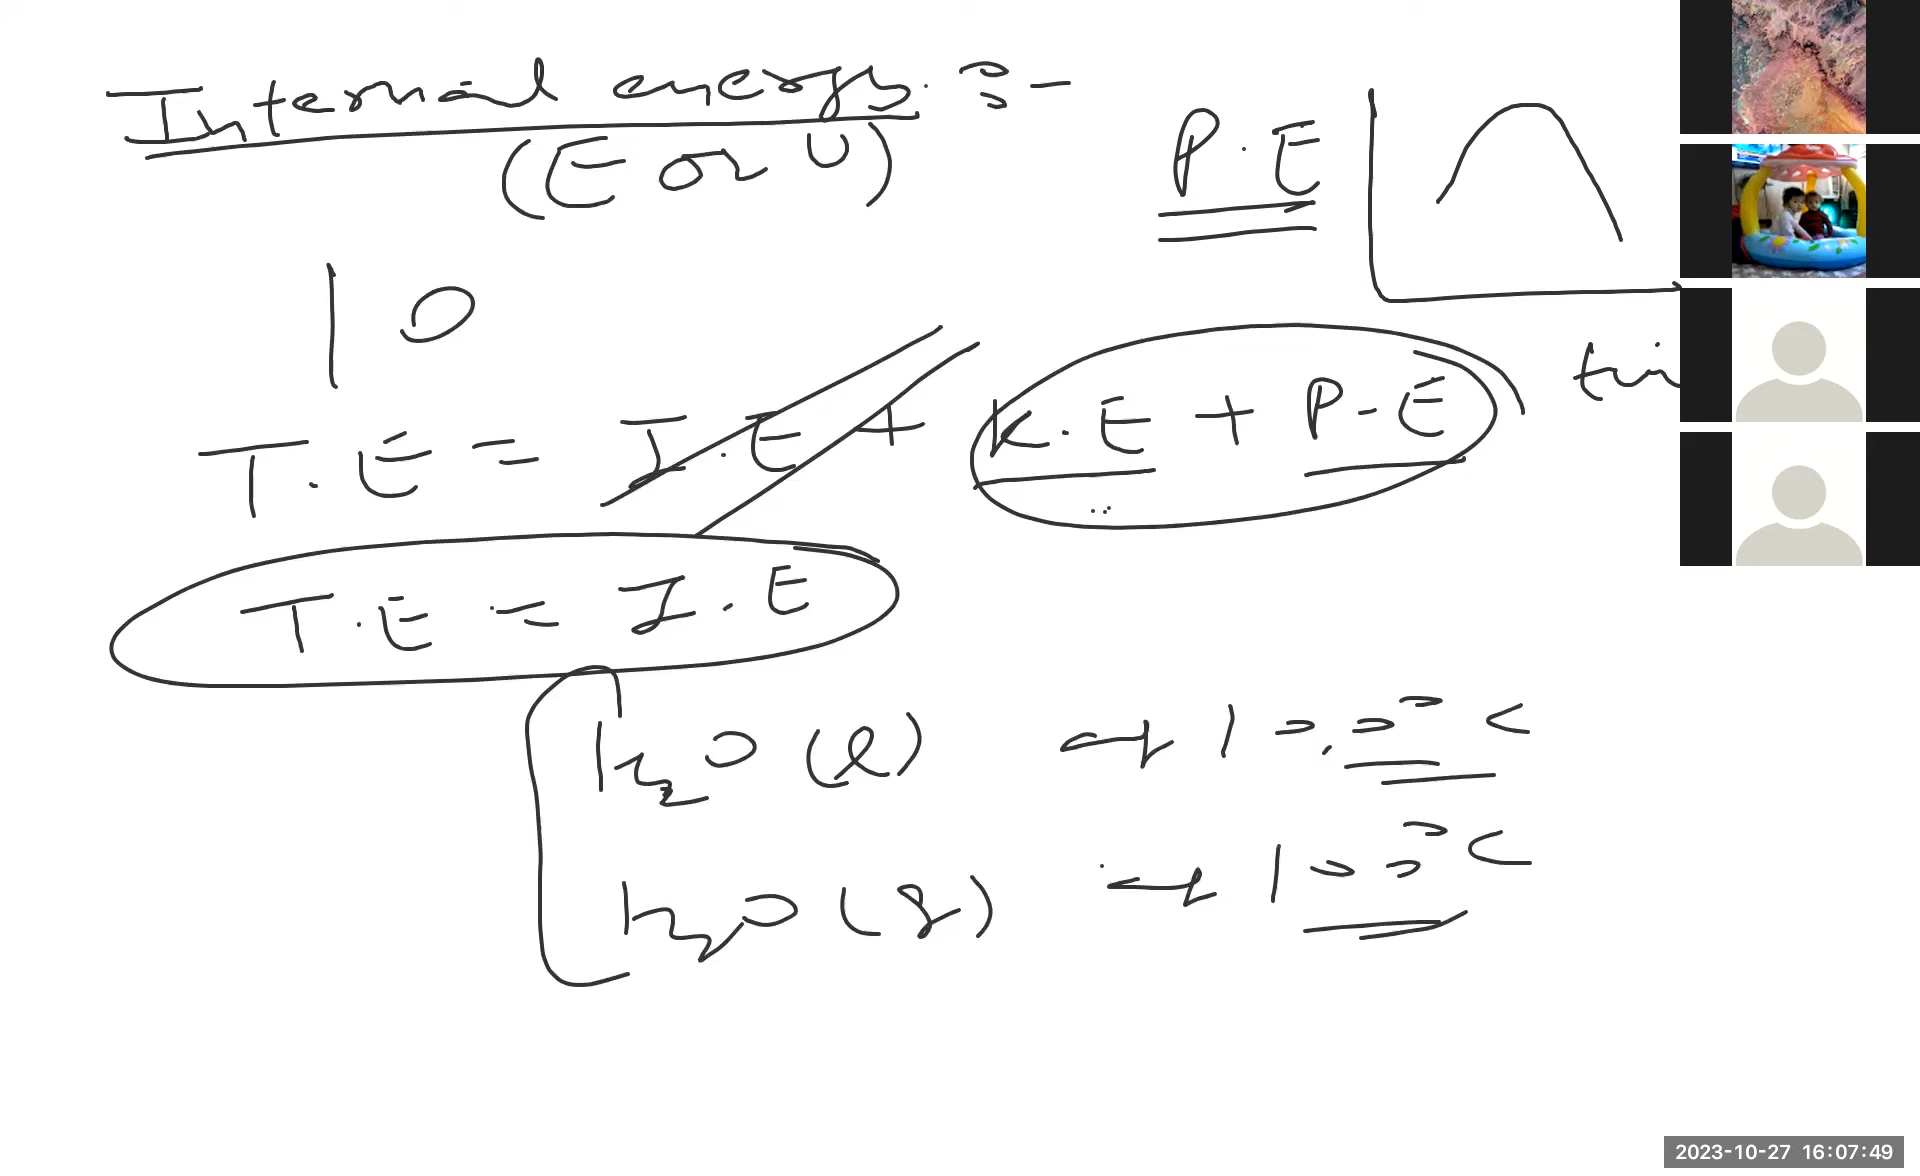 Internal energy :-
(E or U)
P.E
10
T.E = I.E + K.E + P.E
T.E = I.E
H2O (l) at 100°C
H2O (g) at 100°C
2023-10-27 16:07:49